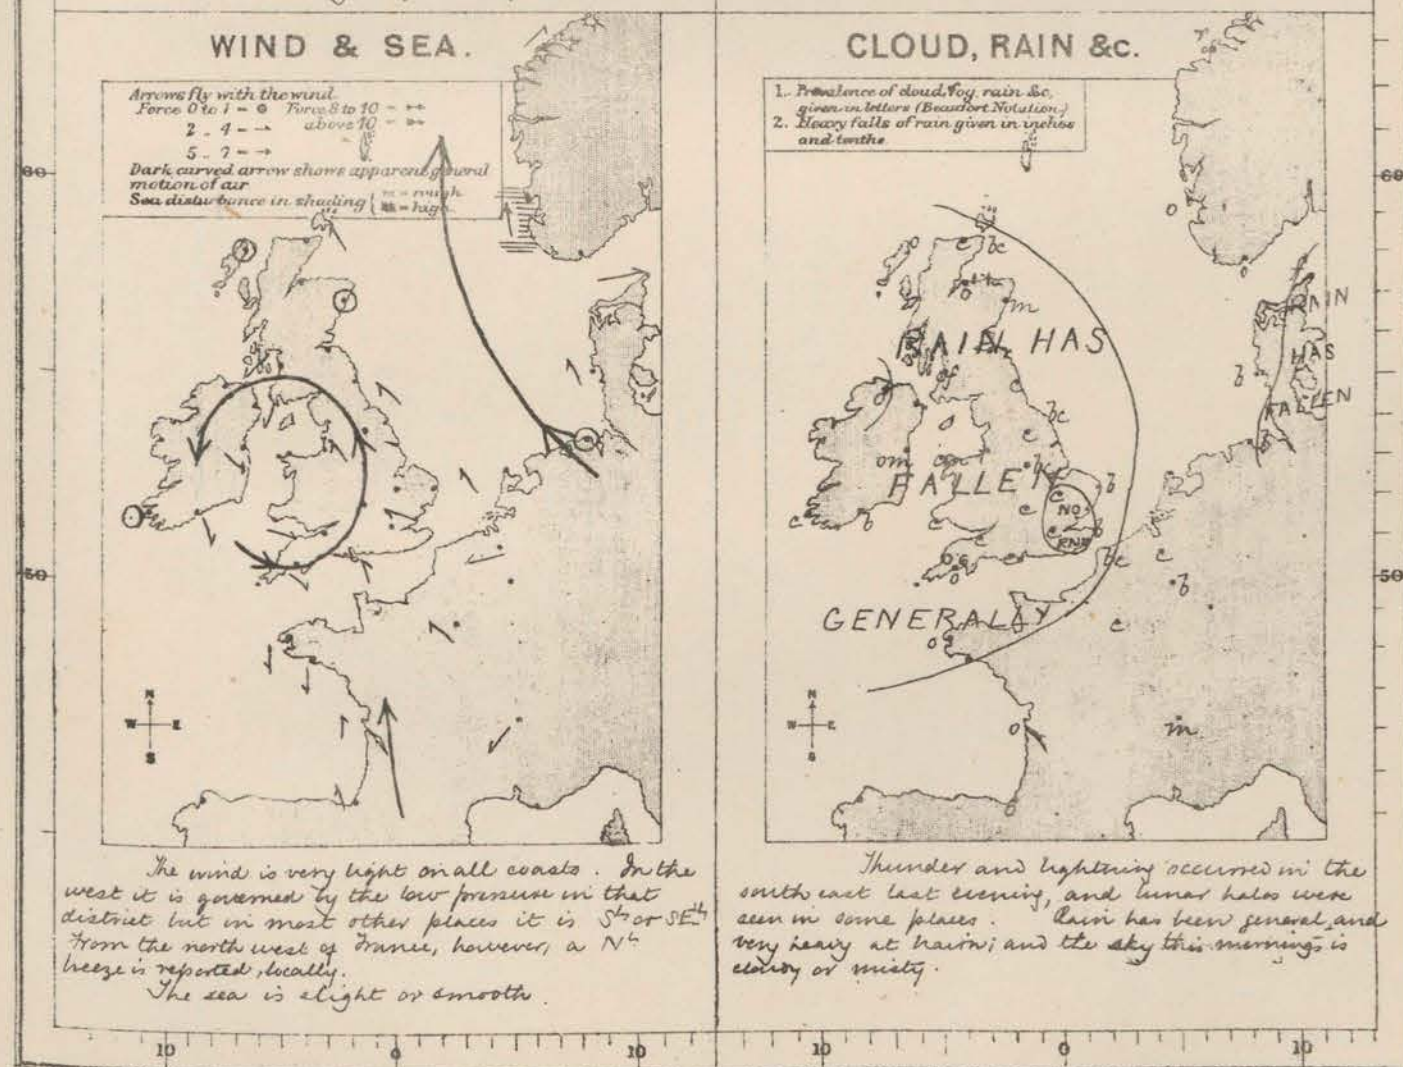 WIND & SEA.
Arrows fly with the wind.
Force 0 to 1 = Force 8 to 10 =
2 - 4 = above 10 =
5 - 7 =
Dark curved arrow shows apparent general
motion of air
Sea disturbance in shading = rough
= high
60
50
N
W E
S
The wind is very light on all coasts. In the
west it is governed by the low pressure in that
district but in most other places it is Sly or SEly
From the north west of France, however, a Nly
breeze is reported, locally.
The sea is slight or smooth.
10 0 10
CLOUD, RAIN &c.
1. Prevalence of cloud, fog, rain &c,
given in letters (Beaufort Notation)
2. Heavy falls of rain given in inches
and tenths
60
c bc
m
RAIN HAS
RAIN
HAS
FALLEN
b
bc
c
om
FALLEN
b
NO
RNE
c b
bc c
b
GENERALLY
c
o
m
50
N
W E
S
Thunder and lightning occurred in the
south east last evening, and lunar halos were
seen in some places. Rain has been general, and
very heavy at Nairn; and the sky this morning is
cloudy or misty.
10 0 10